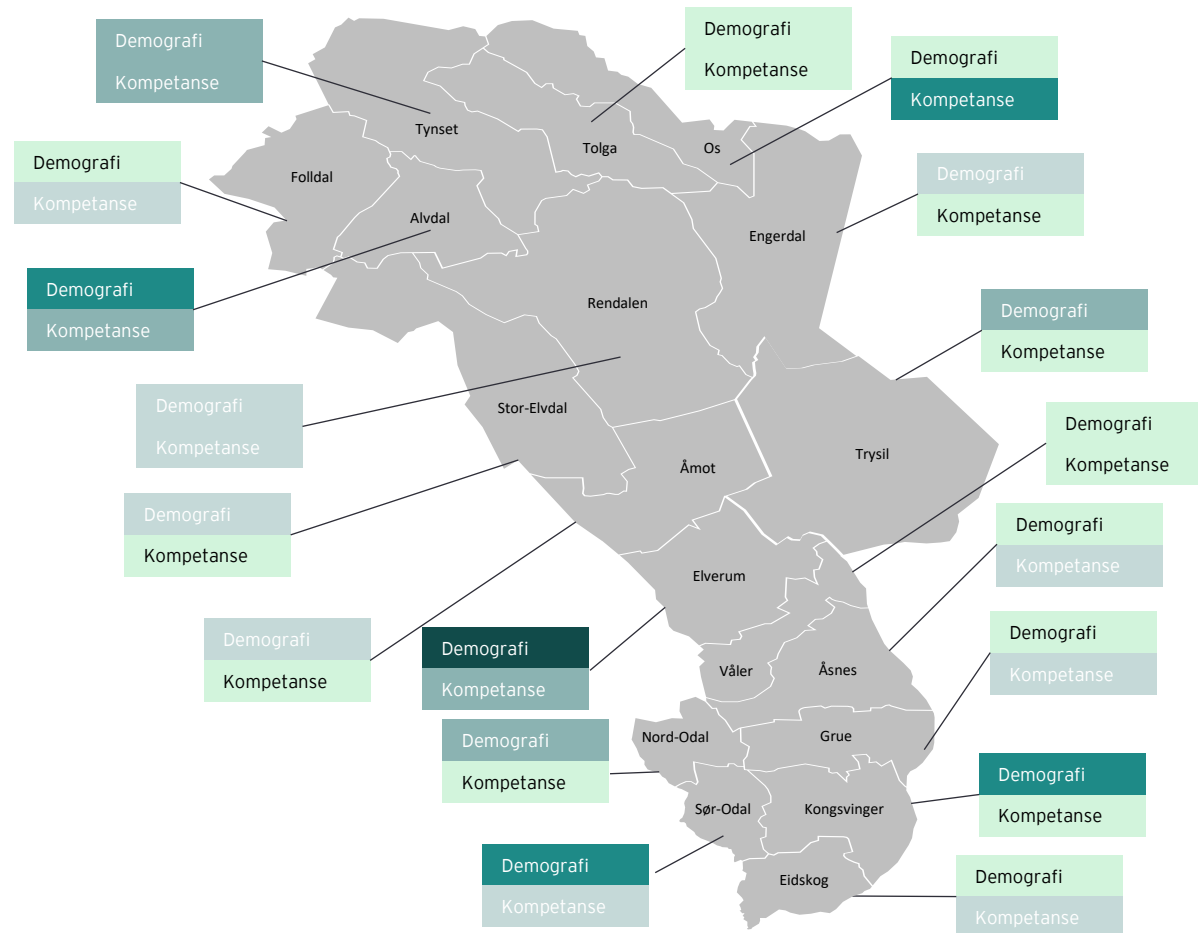 Demografi
Kompetanse
Demografi
Kompetanse
Demografi
Kompetanse
Tynset
Tolga
Os
Demografi
Kompetanse
Folldal
Demografi
Kompetanse
Alvdal
Engerdal
Demografi
Kompetanse
Rendalen
Demografi
Kompetanse
Demografi
Kompetanse
Stor-Elvdal
Demografi
Kompetanse
Åmot
Trysil
Demografi
Kompetanse
Demografi
Kompetanse
Elverum
Demografi
Kompetanse
Demografi
Kompetanse
Demografi
Kompetanse
Våler
Åsnes
Demografi
Kompetanse
Nord-Odal
Grue
Demografi
Kompetanse
Sør-Odal
Kongsvinger
Demografi
Kompetanse
Eidskog
Demografi
Kompetanse